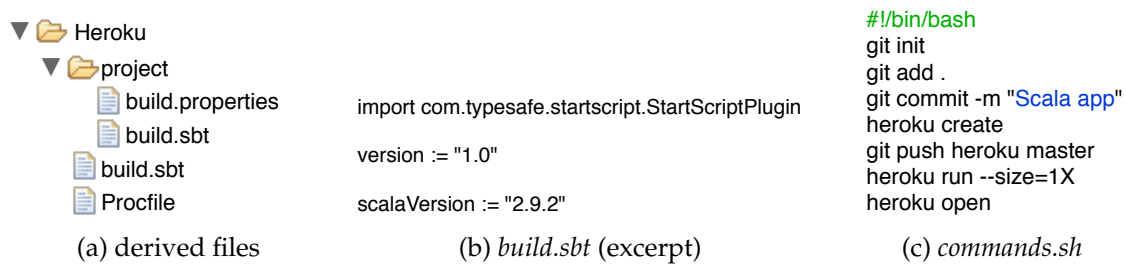 Heroku
project
build.properties
build.sbt
build.sbt
Procfile
(a) derived files
import com.typesafe.startscript.StartScriptPlugin
version := "1.0"
scalaVersion := "2.9.2"
(b) build.sbt (excerpt)
#!/bin/bash
git init
git add .
git commit -m "Scala app"
heroku create
git push heroku master
heroku run --size=1X
heroku open
(c) commands.sh